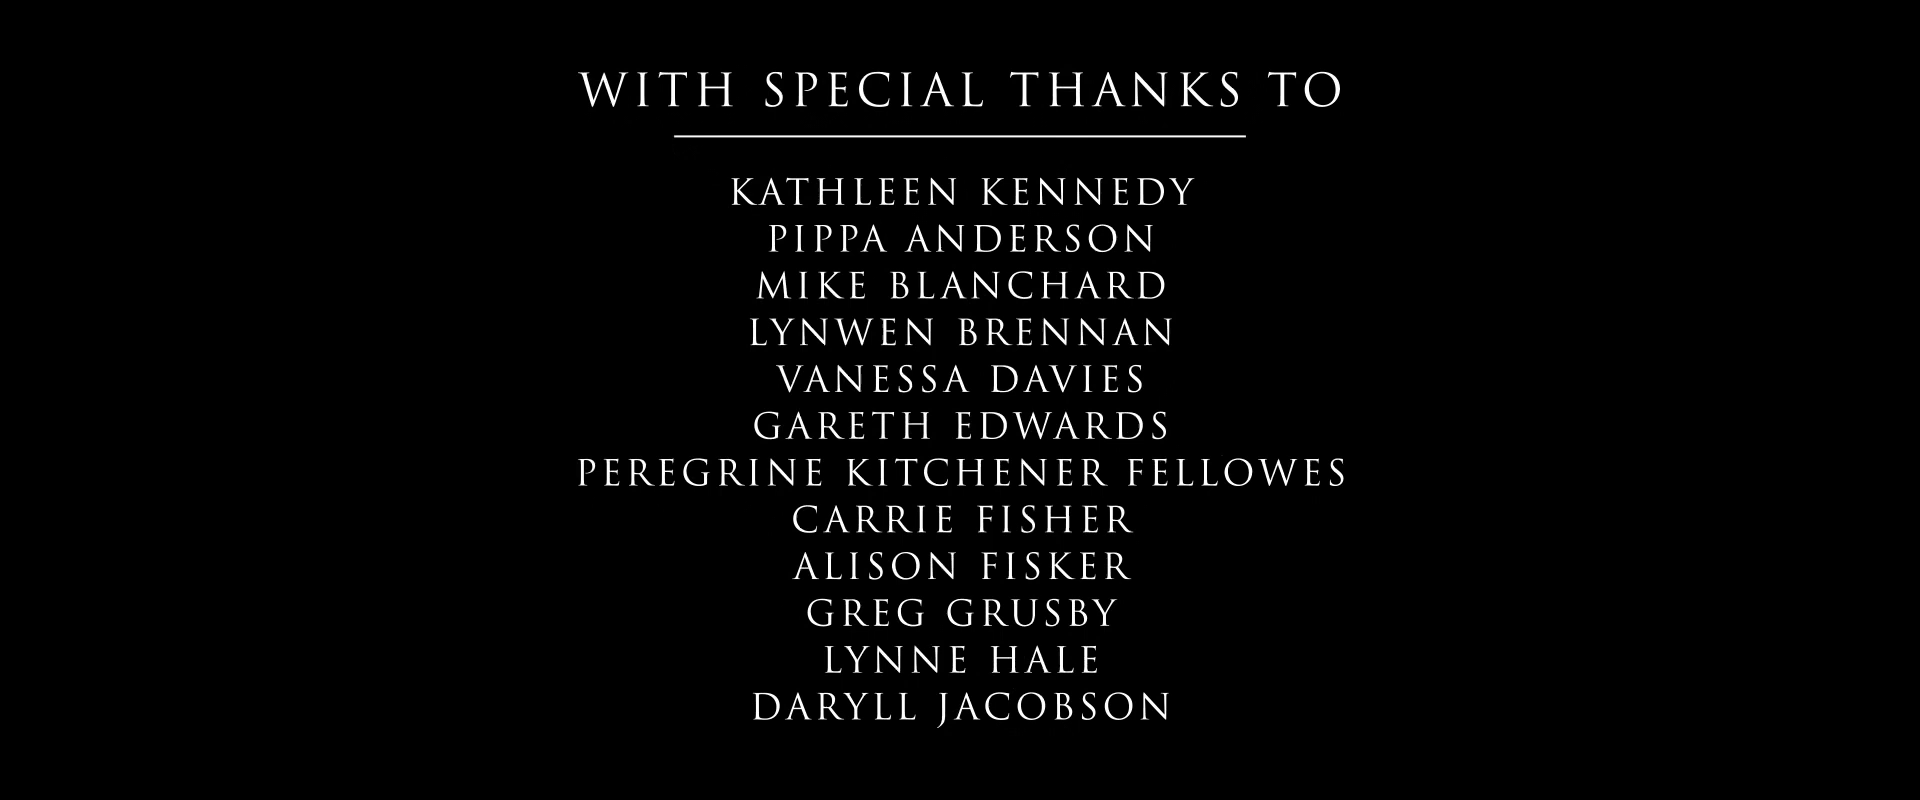 WITH SPECIAL THANKS TO
KATHLEEN KENNEDY
PIPPA ANDERSON
MIKE BLANCHARD
LYNWEN BRENNAN
VANESSA DAVIES
GARETH EDWARDS
PEREGRINE KITCHENER FELLOWES
CARRIE FISHER
ALISON FISKER
GREG GRUSBY
LYNNE HALE
DARYLL JACOBSON